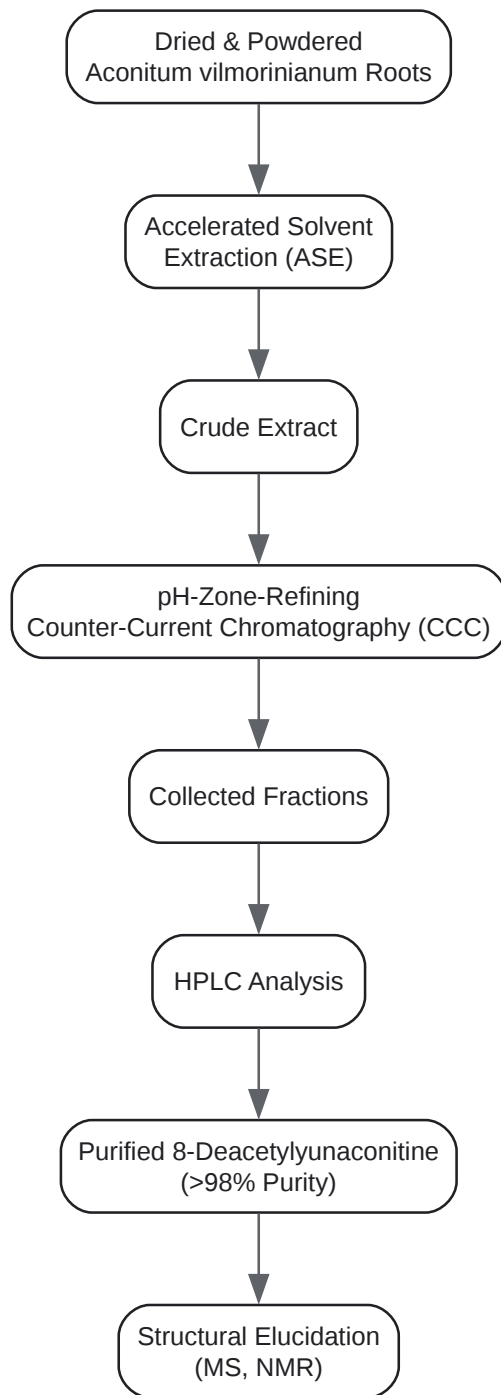 Dried & Powdered
Aconitum vilmorinianum Roots
Accelerated Solvent
Extraction (ASE)
Crude Extract
pH-Zone-Refining
Counter-Current Chromatography (CCC)
Collected Fractions
HPLC Analysis
Purified 8-Deacetylyunaconitine
(>98% Purity)
Structural Elucidation
(MS, NMR)